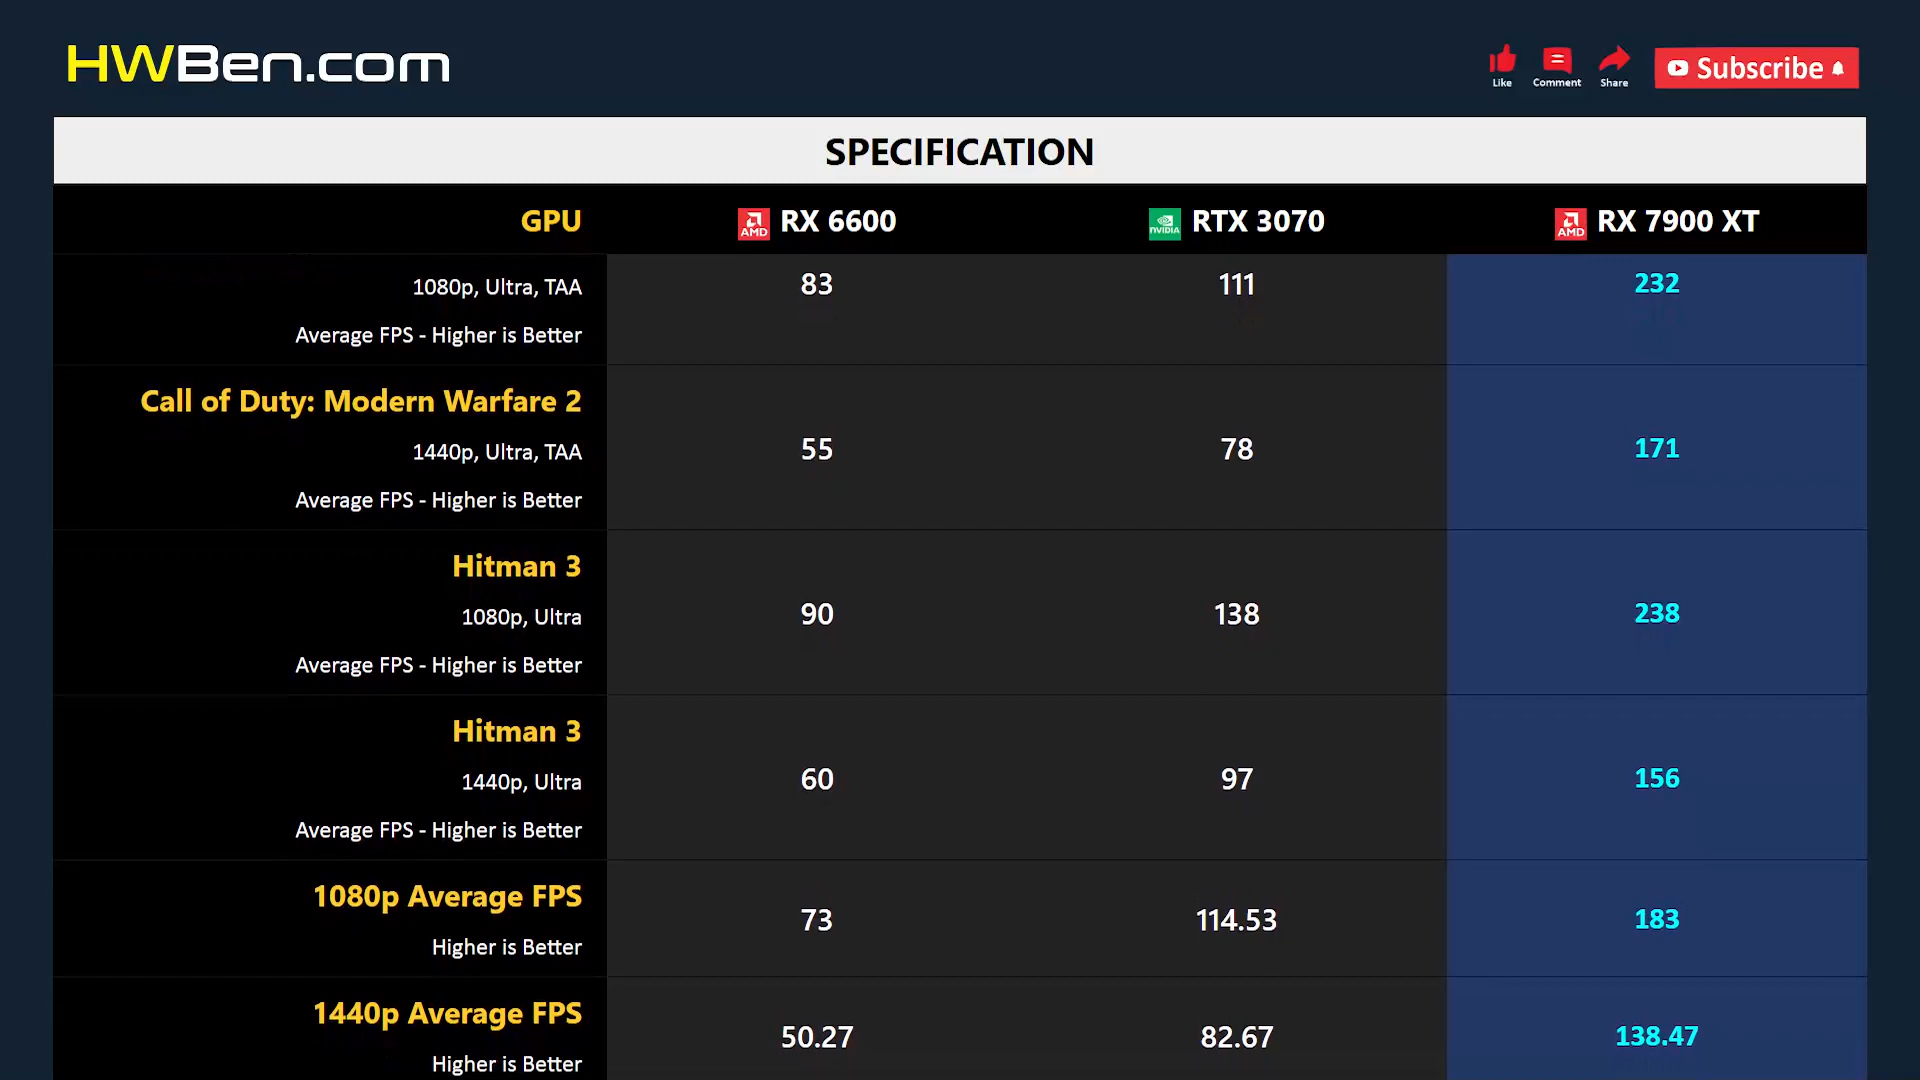 HWBen.com
Like
Comment
Share
Subscribe
SPECIFICATION
GPU
AMD
RX 6600
NVIDIA
RTX 3070
AMD
RX 7900 XT
1080p, Ultra, TAA
Average FPS - Higher is Better
83
111
232
Call of Duty: Modern Warfare 2
1440p, Ultra, TAA
Average FPS - Higher is Better
55
78
171
Hitman 3
1080p, Ultra
Average FPS - Higher is Better
90
138
238
Hitman 3
1440p, Ultra
Average FPS - Higher is Better
60
97
156
1080p Average FPS
Higher is Better
73
114.53
183
1440p Average FPS
Higher is Better
50.27
82.67
138.47